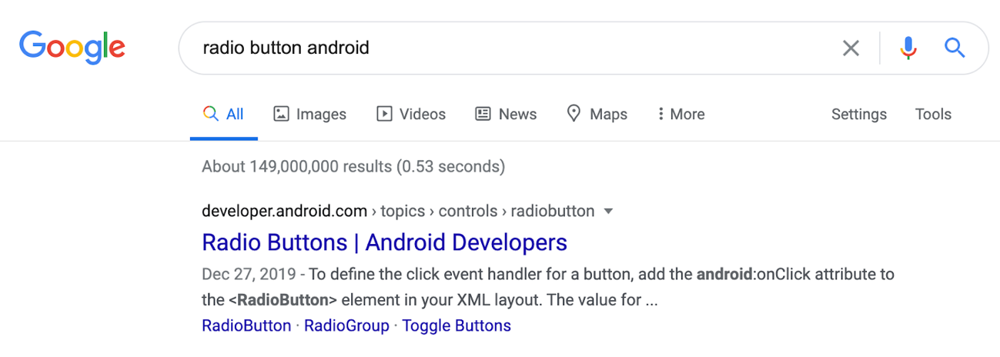 Google
radio button android
All Images Videos News Maps More Settings Tools
About 149,000,000 results (0.53 seconds)
developer.android.com › topics › controls › radiobutton
Radio Buttons | Android Developers
Dec 27, 2019 - To define the click event handler for a button, add the android:onClick attribute to
the <RadioButton> element in your XML layout. The value for ...
RadioButton · RadioGroup · Toggle Buttons